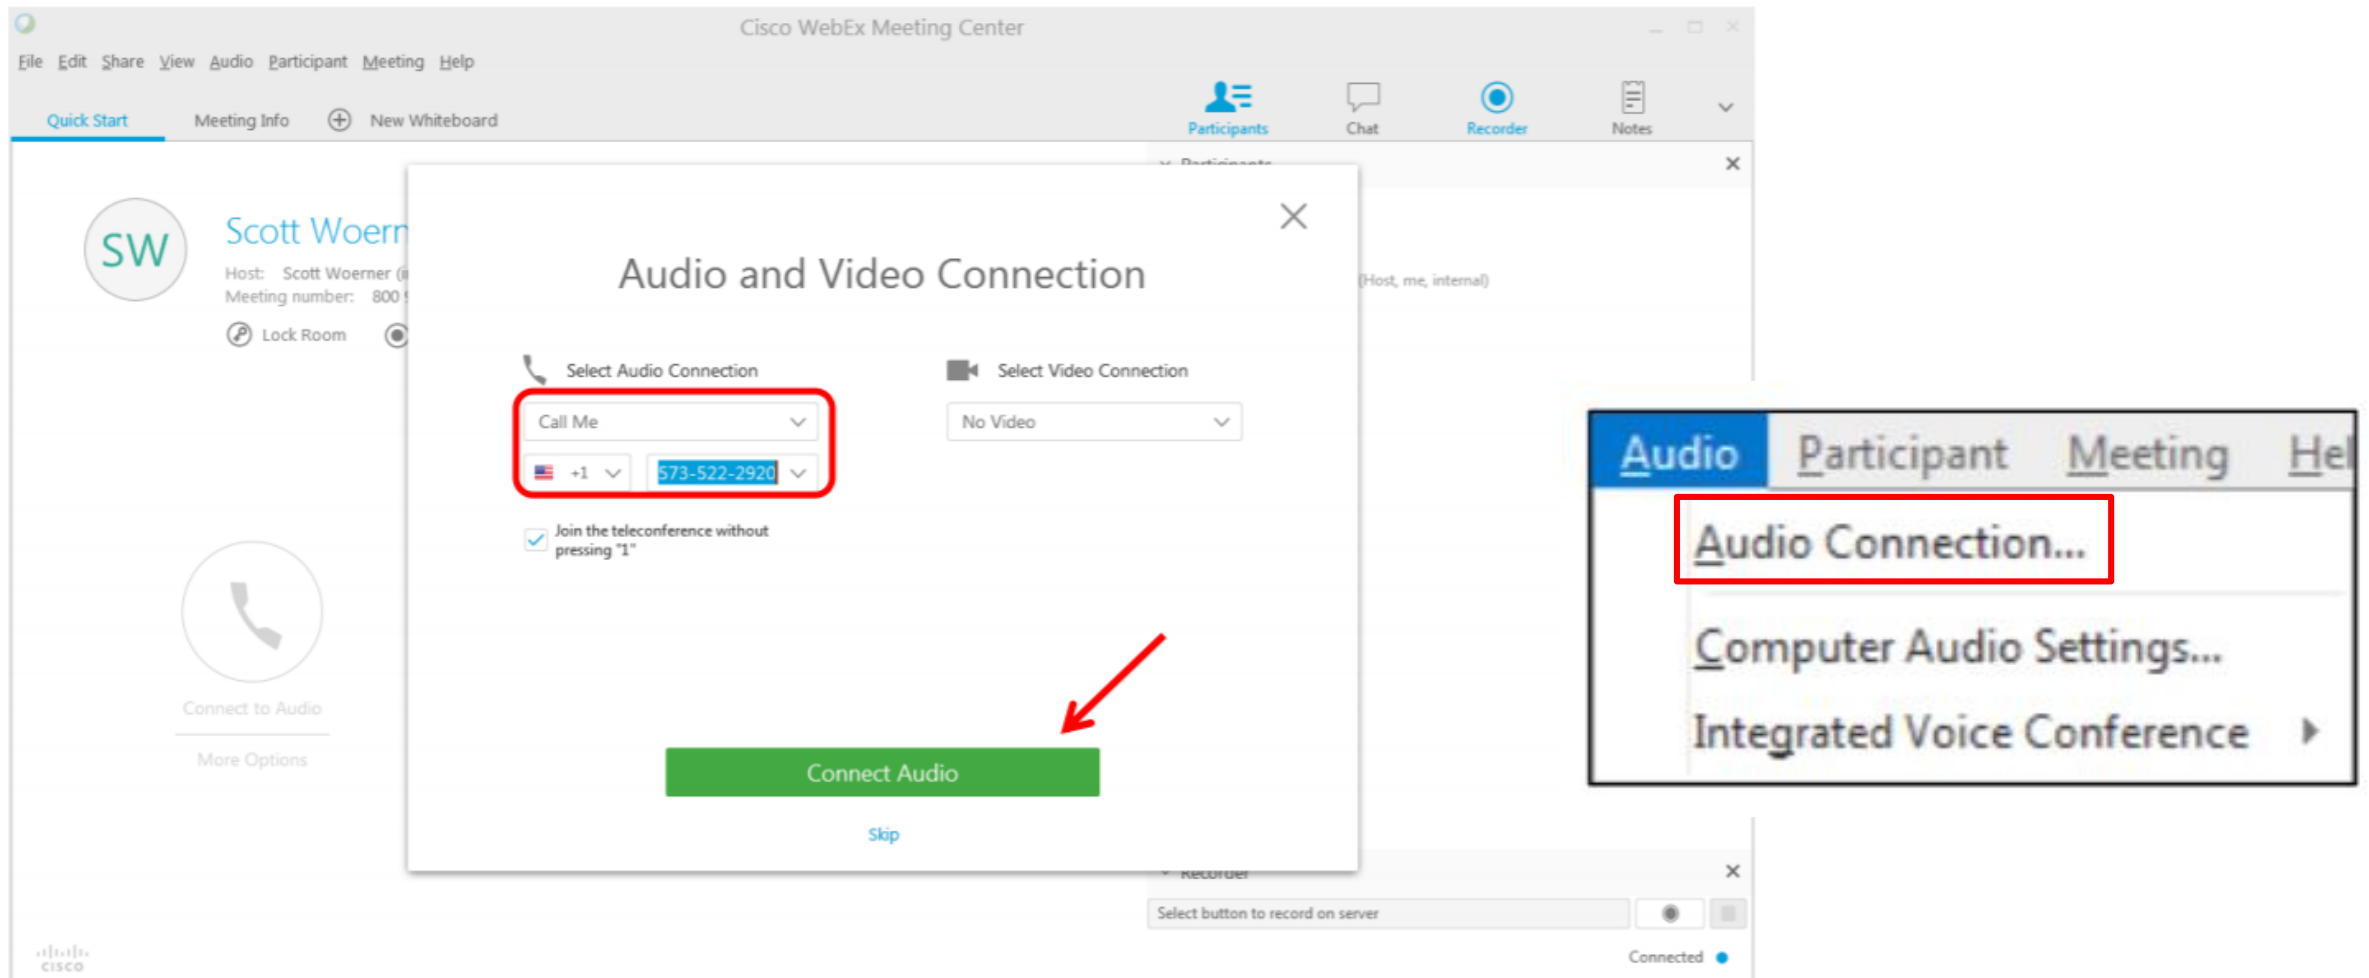 Cisco WebEx Meeting Center
File Edit Share View Audio Participant Meeting Help
Quick Start Meeting Info New Whiteboard
Participants Chat Recorder Notes
Participants
SW
Scott Woern
Host: Scott Woerner
Meeting number: 800
Lock Room
(Host, me, internal)
Audio and Video Connection
Select Audio Connection
Call Me
+1 573-522-2920
Join the teleconference without
pressing "1"
Select Video Connection
No Video
Connect to Audio
More Options
Connect Audio
Skip
Recorder
Select button to record on server
Connected
CISCO
Audio Participant Meeting Hel
Audio Connection...
Computer Audio Settings...
Integrated Voice Conference